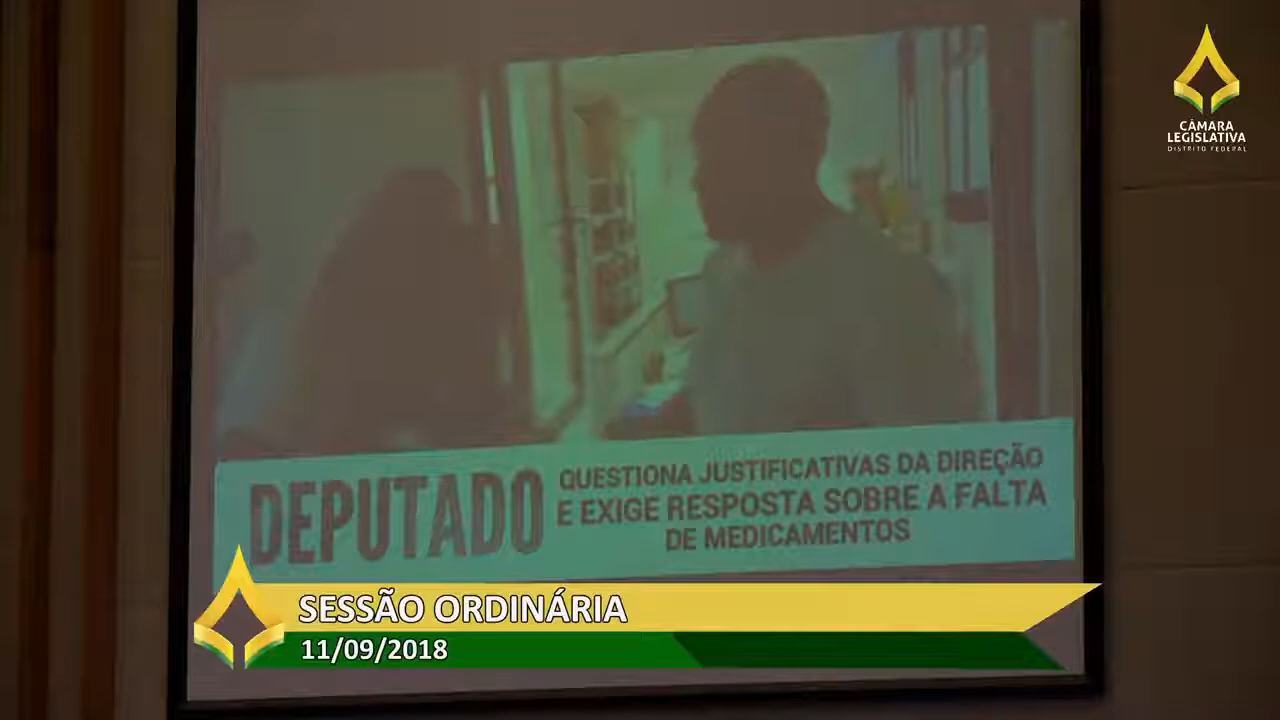 CÂMARA
LEGISLATIVA
DISTRITO FEDERAL
DEPUTADO
QUESTIONA JUSTIFICATIVAS DA DIREÇÃO
E EXIGE RESPOSTA SOBRE A FALTA
DE MEDICAMENTOS
SESSÃO ORDINÁRIA
11/09/2018